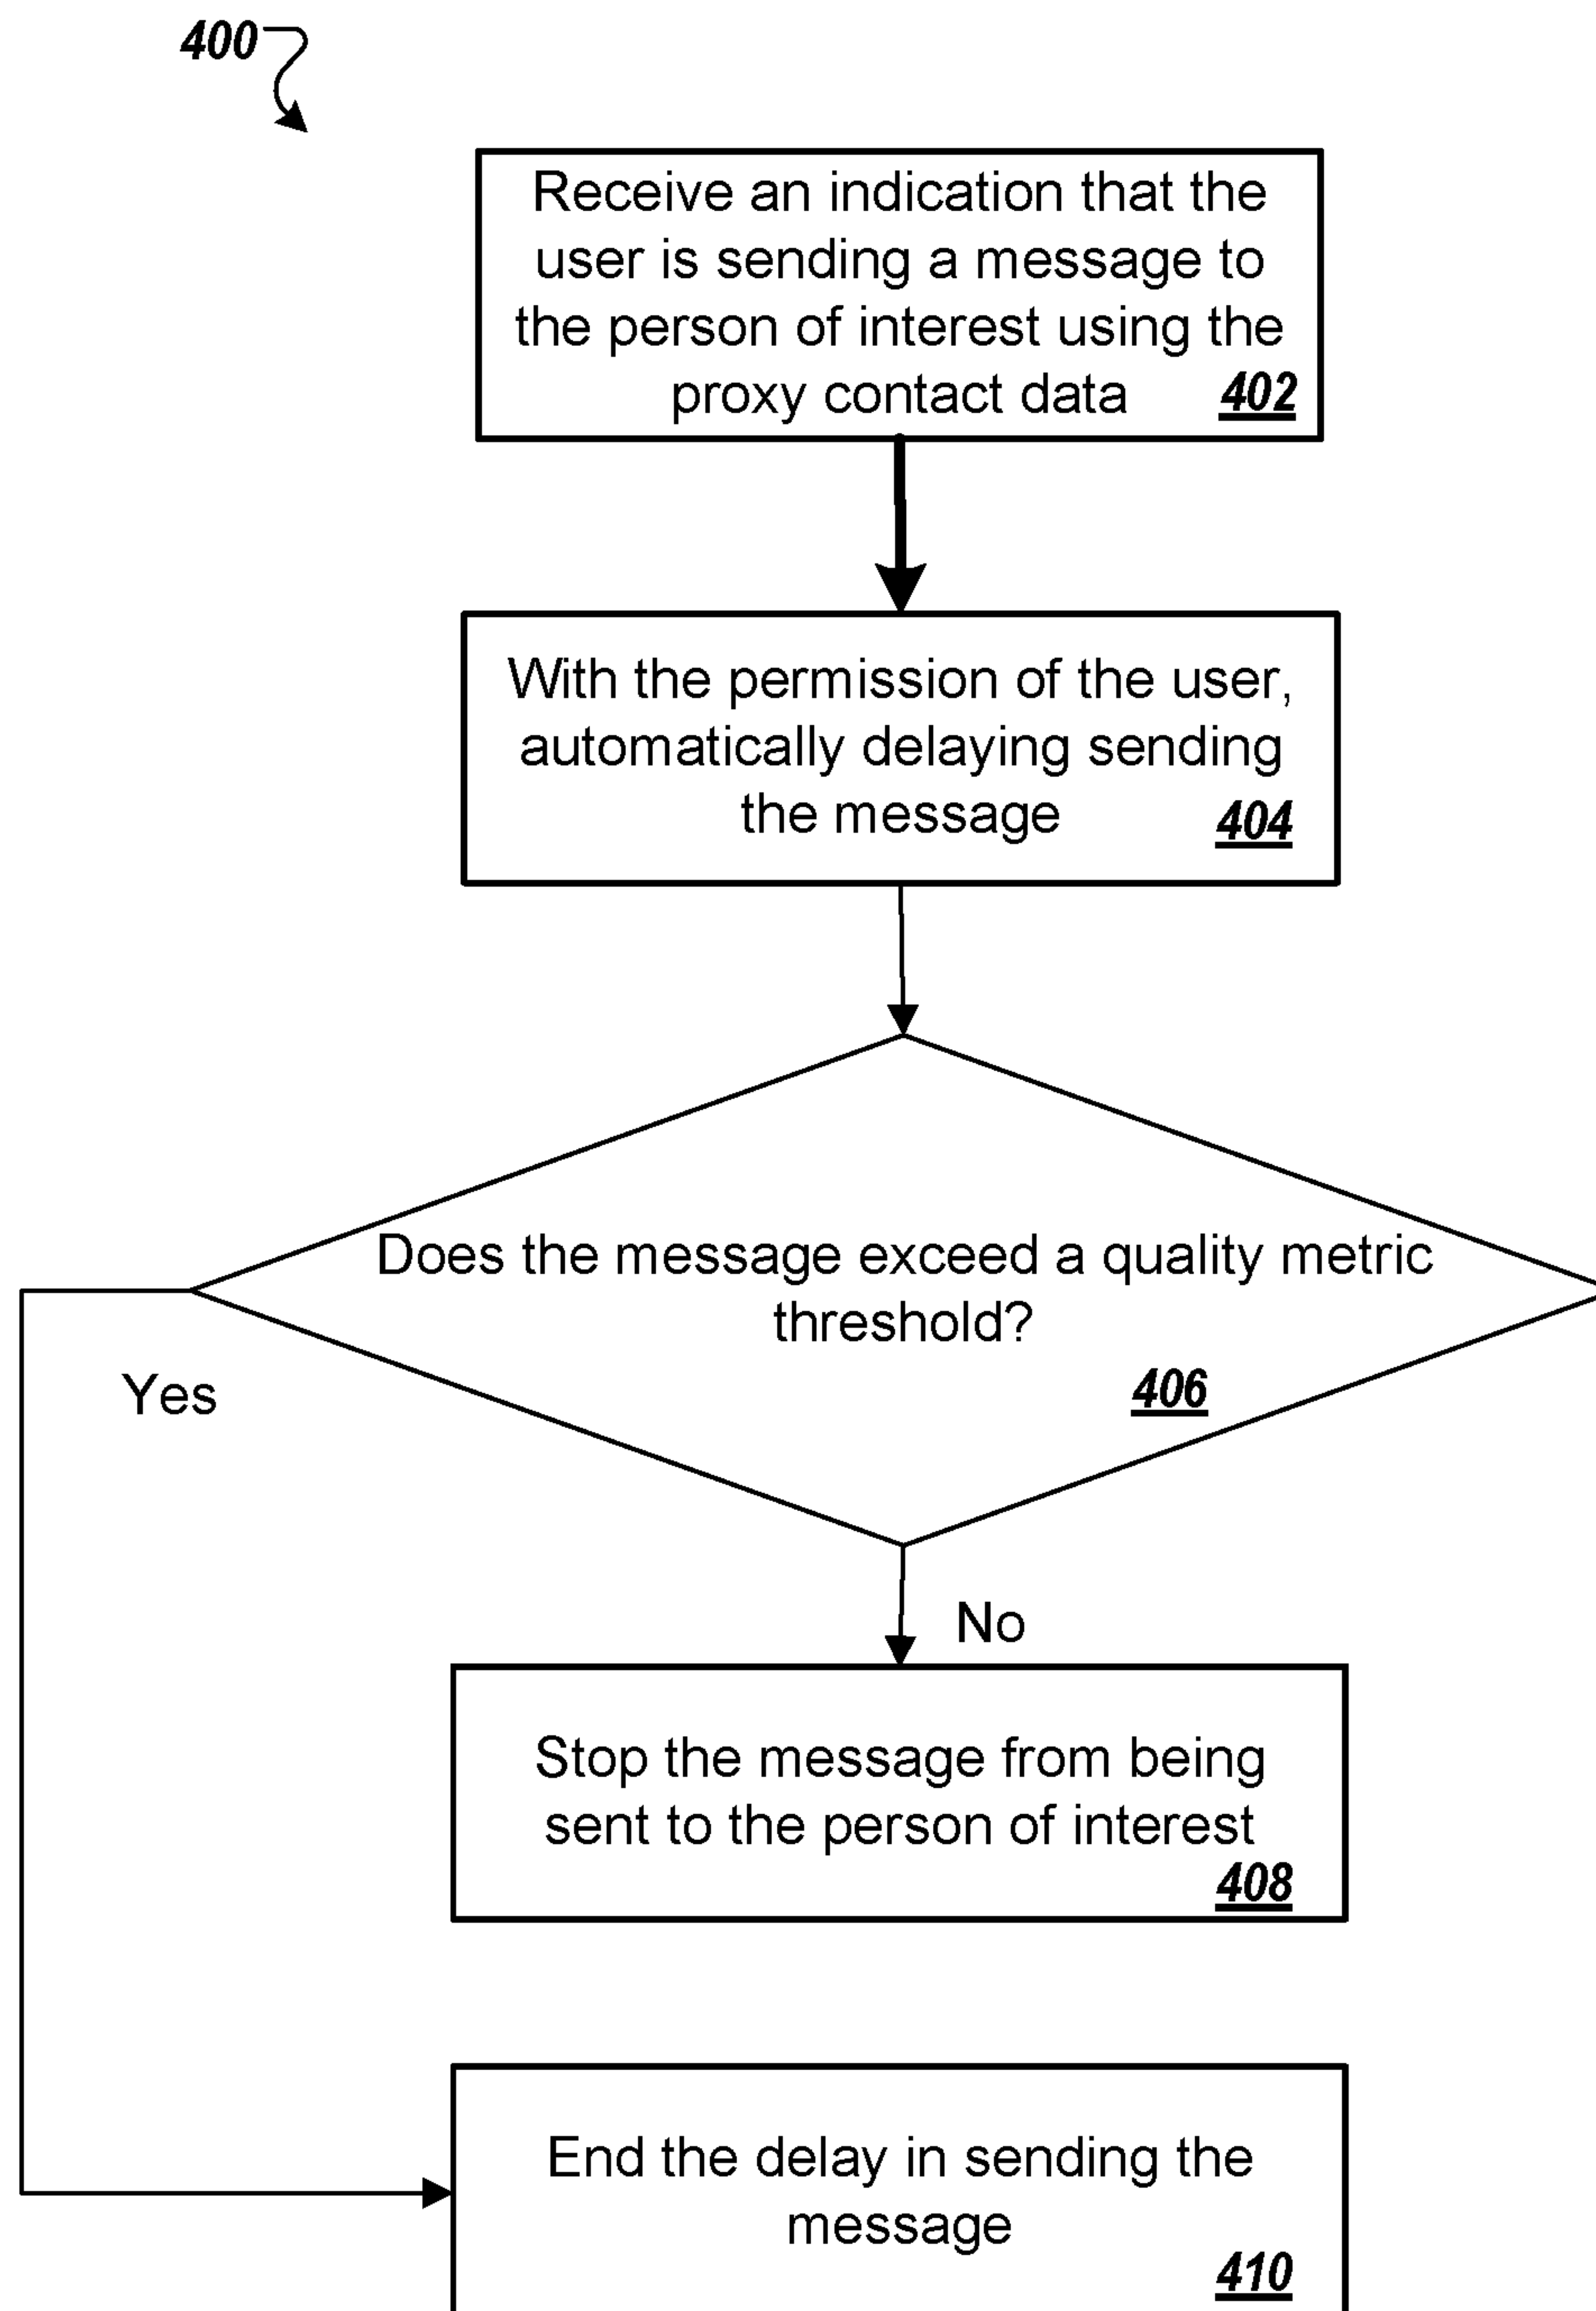 400
Receive an indication that the
user is sending a message to
the person of interest using the
proxy contact data 402
With the permission of the user,
automatically delaying sending
the message 404
Does the message exceed a quality metric
threshold?
406
Yes
No
Stop the message from being
sent to the person of interest
408
End the delay in sending the
message
410